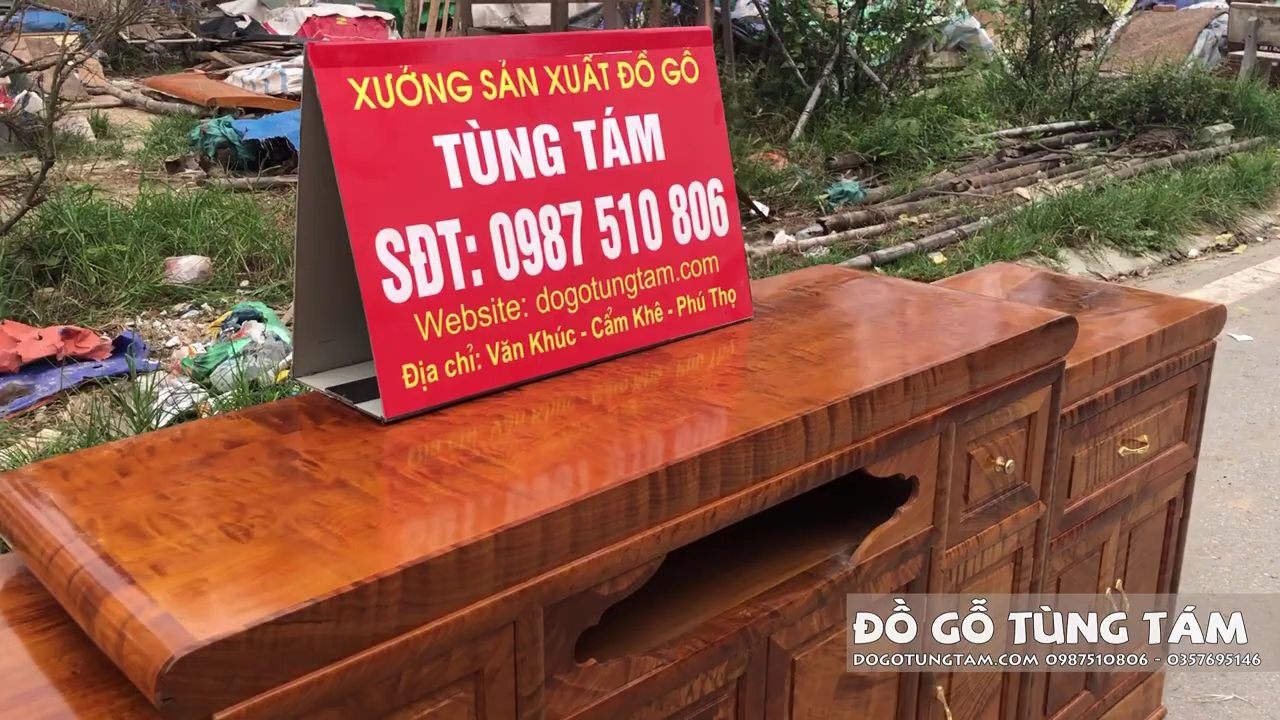 XƯỞNG SẢN XUẤT ĐỒ GỖ
TÙNG TÁM
SĐT: 0987 510 806
Website: dogotungtam.com
Địa chỉ: Văn Khúc - Cẩm Khê - Phú Thọ
ĐỒ GỖ TÙNG TÁM
DOGOTUNGTAM.COM 0987510806 - 0357695146